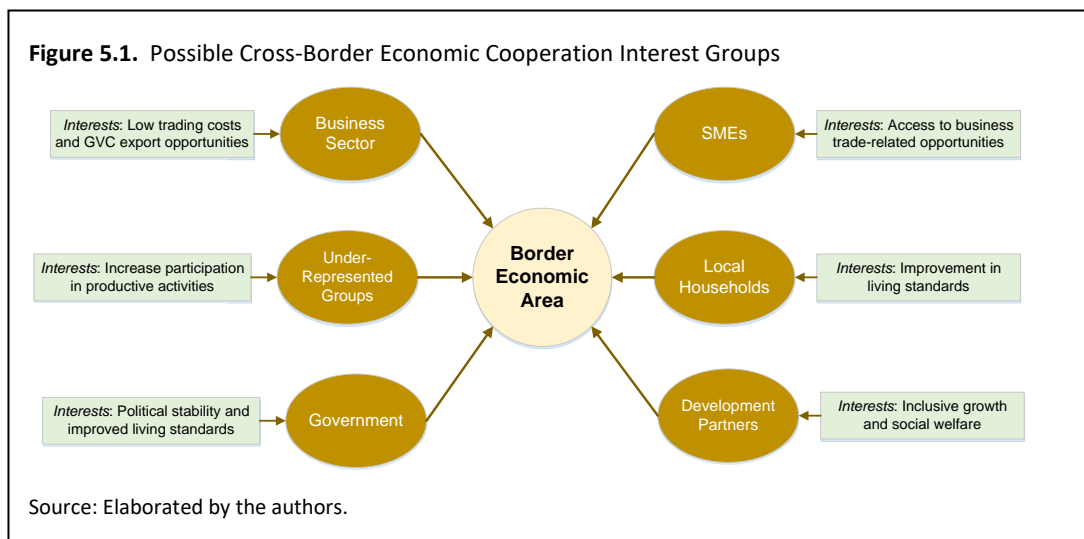 Figure 5.1. Possible Cross-Border Economic Cooperation Interest Groups
Interests: Low trading costs
and GVC export opportunities
Business
Sector
SMEs
Interests: Access to business
trade-related opportunities
Interests: Increase participation
in productive activities
Under-
Represented
Groups
Border
Economic
Area
Local
Households
Interests: Improvement in
living standards
Interests: Political stability and
improved living standards
Government
Development
Partners
Interests: Inclusive growth
and social welfare
Source: Elaborated by the authors.